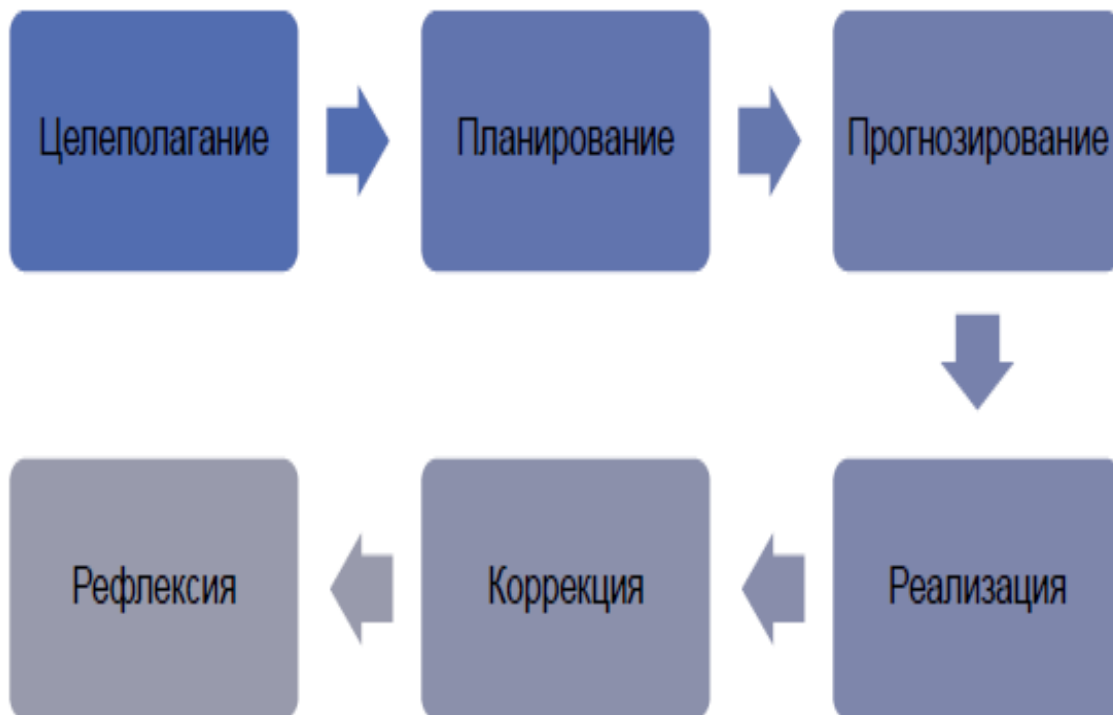 Целеполагание
Планирование
Прогнозирование
Реализация
Коррекция
Рефлексия